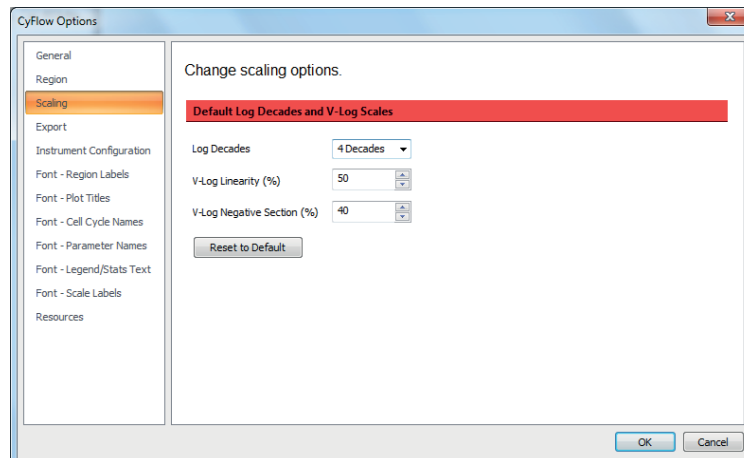 CyFlow Options
General
Region
Scaling
Export
Instrument Configuration
Font - Region Labels
Font - Plot Titles
Font - Cell Cycle Names
Font - Parameter Names
Font - Legend/Stats Text
Font - Scale Labels
Resources
Change scaling options.
Default Log Decades and V-Log Scales
Log Decades 4 Decades
V-Log Linearity (%) 50
V-Log Negative Section (%) 40
Reset to Default
OK Cancel